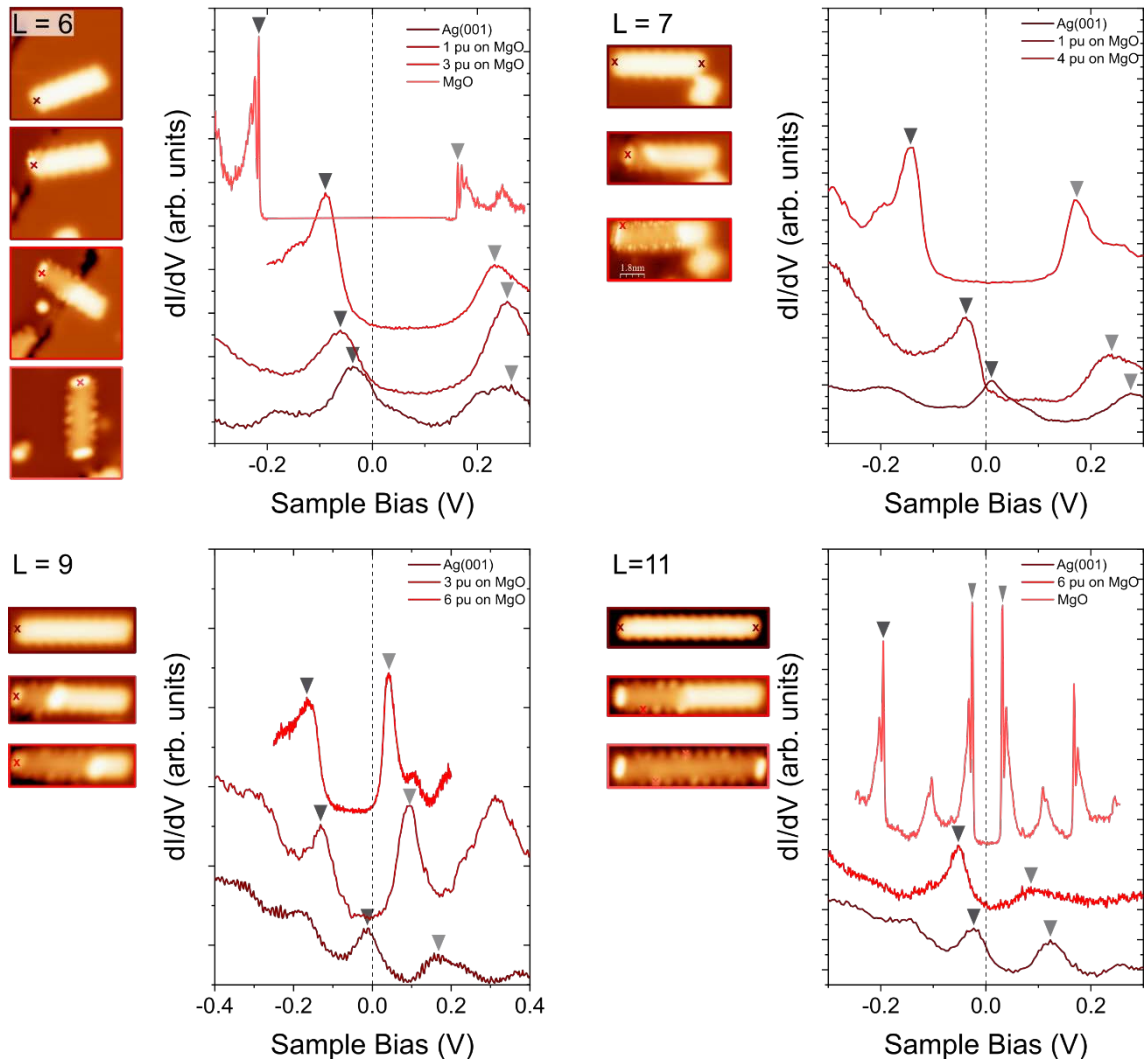 L = 6
Ag(001)
1 pu on MgO
3 pu on MgO
MgO
dI/dV (arb. units)
-0.2 0.0 0.2
Sample Bias (V)
L = 7
1.8nm
Ag(001)
1 pu on MgO
4 pu on MgO
dI/dV (arb. units)
-0.2 0.0 0.2
Sample Bias (V)
L = 9
Ag(001)
3 pu on MgO
6 pu on MgO
dI/dV (arb. units)
-0.4 -0.2 0.0 0.2 0.4
Sample Bias (V)
L=11
Ag(001)
6 pu on MgO
MgO
dI/dV (arb. units)
-0.2 0.0 0.2
Sample Bias (V)